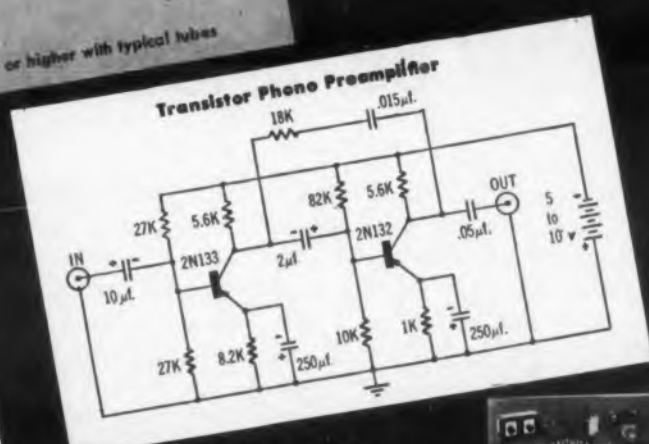 or higher with typical tubes
Transistor Phone Preamplifier
18K
.015µf.
27K
5.6K
82K
5.6K
OUT
5
to
10 v
IN
2N133
2N132
10µf.
2µf.
.05µf.
27K
8.2K
250µf.
10K
1K
250µf.